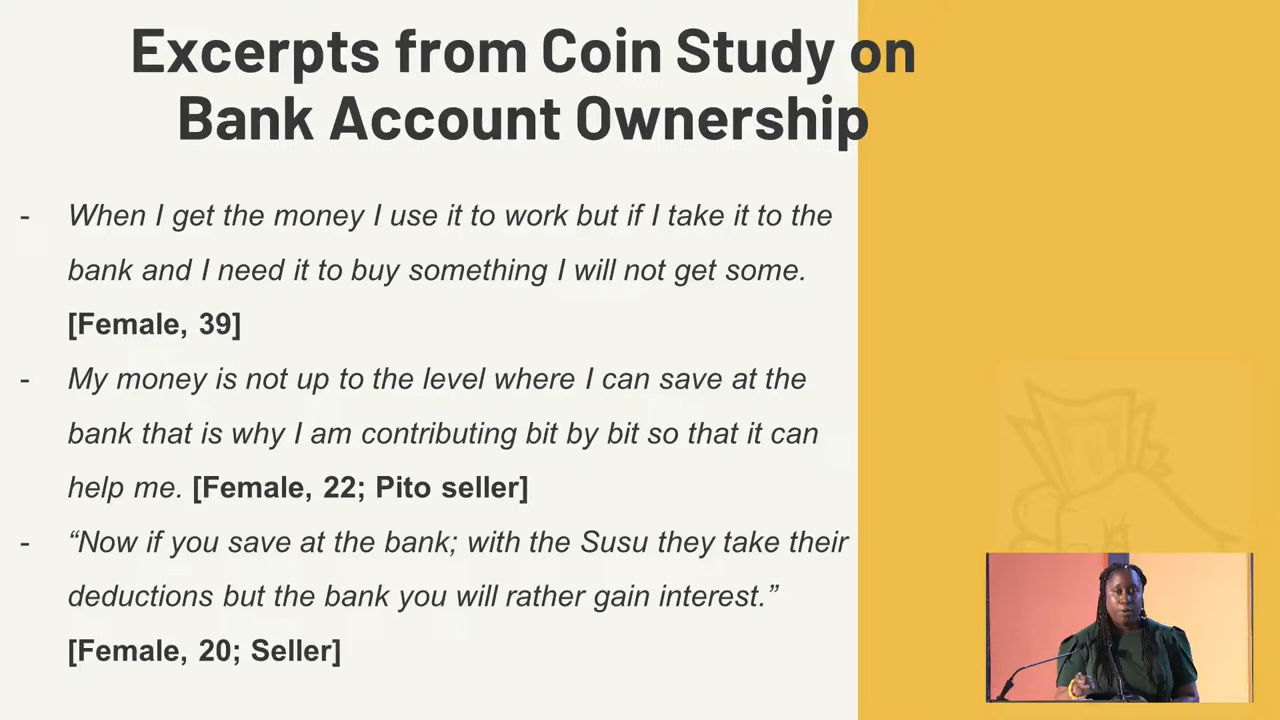 Excerpts from Coin Study on
Bank Account Ownership
- When I get the money I use it to work but if I take it to the
bank and I need it to buy something I will not get some.
[Female, 39]
- My money is not up to the level where I can save at the
bank that is why I am contributing bit by bit so that it can
help me. [Female, 22; Pito seller]
- “Now if you save at the bank; with the Susu they take their
deductions but the bank you will rather gain interest.”
[Female, 20; Seller]